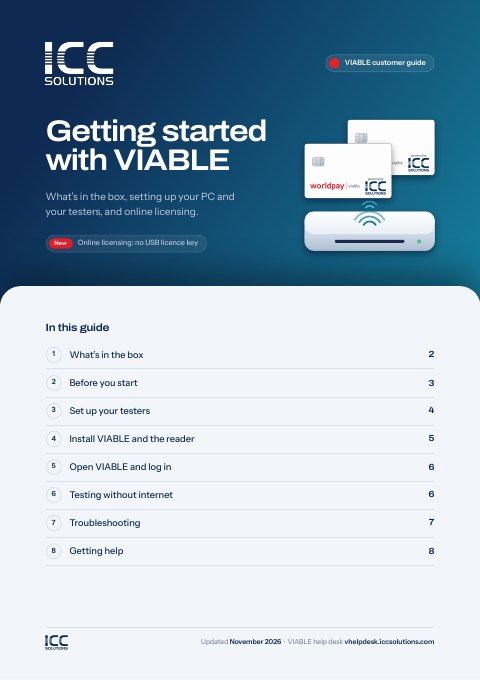 ICC
SOLUTIONS
VIABLE customer guide
Getting started
with VIABLE
What's in the box, setting up your PC and
your testers, and online licensing.
New Online licensing: no USB licence key
viable
ICC
SOLUTIONS
worldpay viable
powered by
ICC
SOLUTIONS
In this guide
1 What's in the box 2
2 Before you start 3
3 Set up your testers 4
4 Install VIABLE and the reader 5
5 Open VIABLE and log in 6
6 Testing without internet 6
7 Troubleshooting 7
8 Getting help 8
ICC
SOLUTIONS
Updated November 2026 · VIABLE help desk vhelpdesk.iccsolutions.com